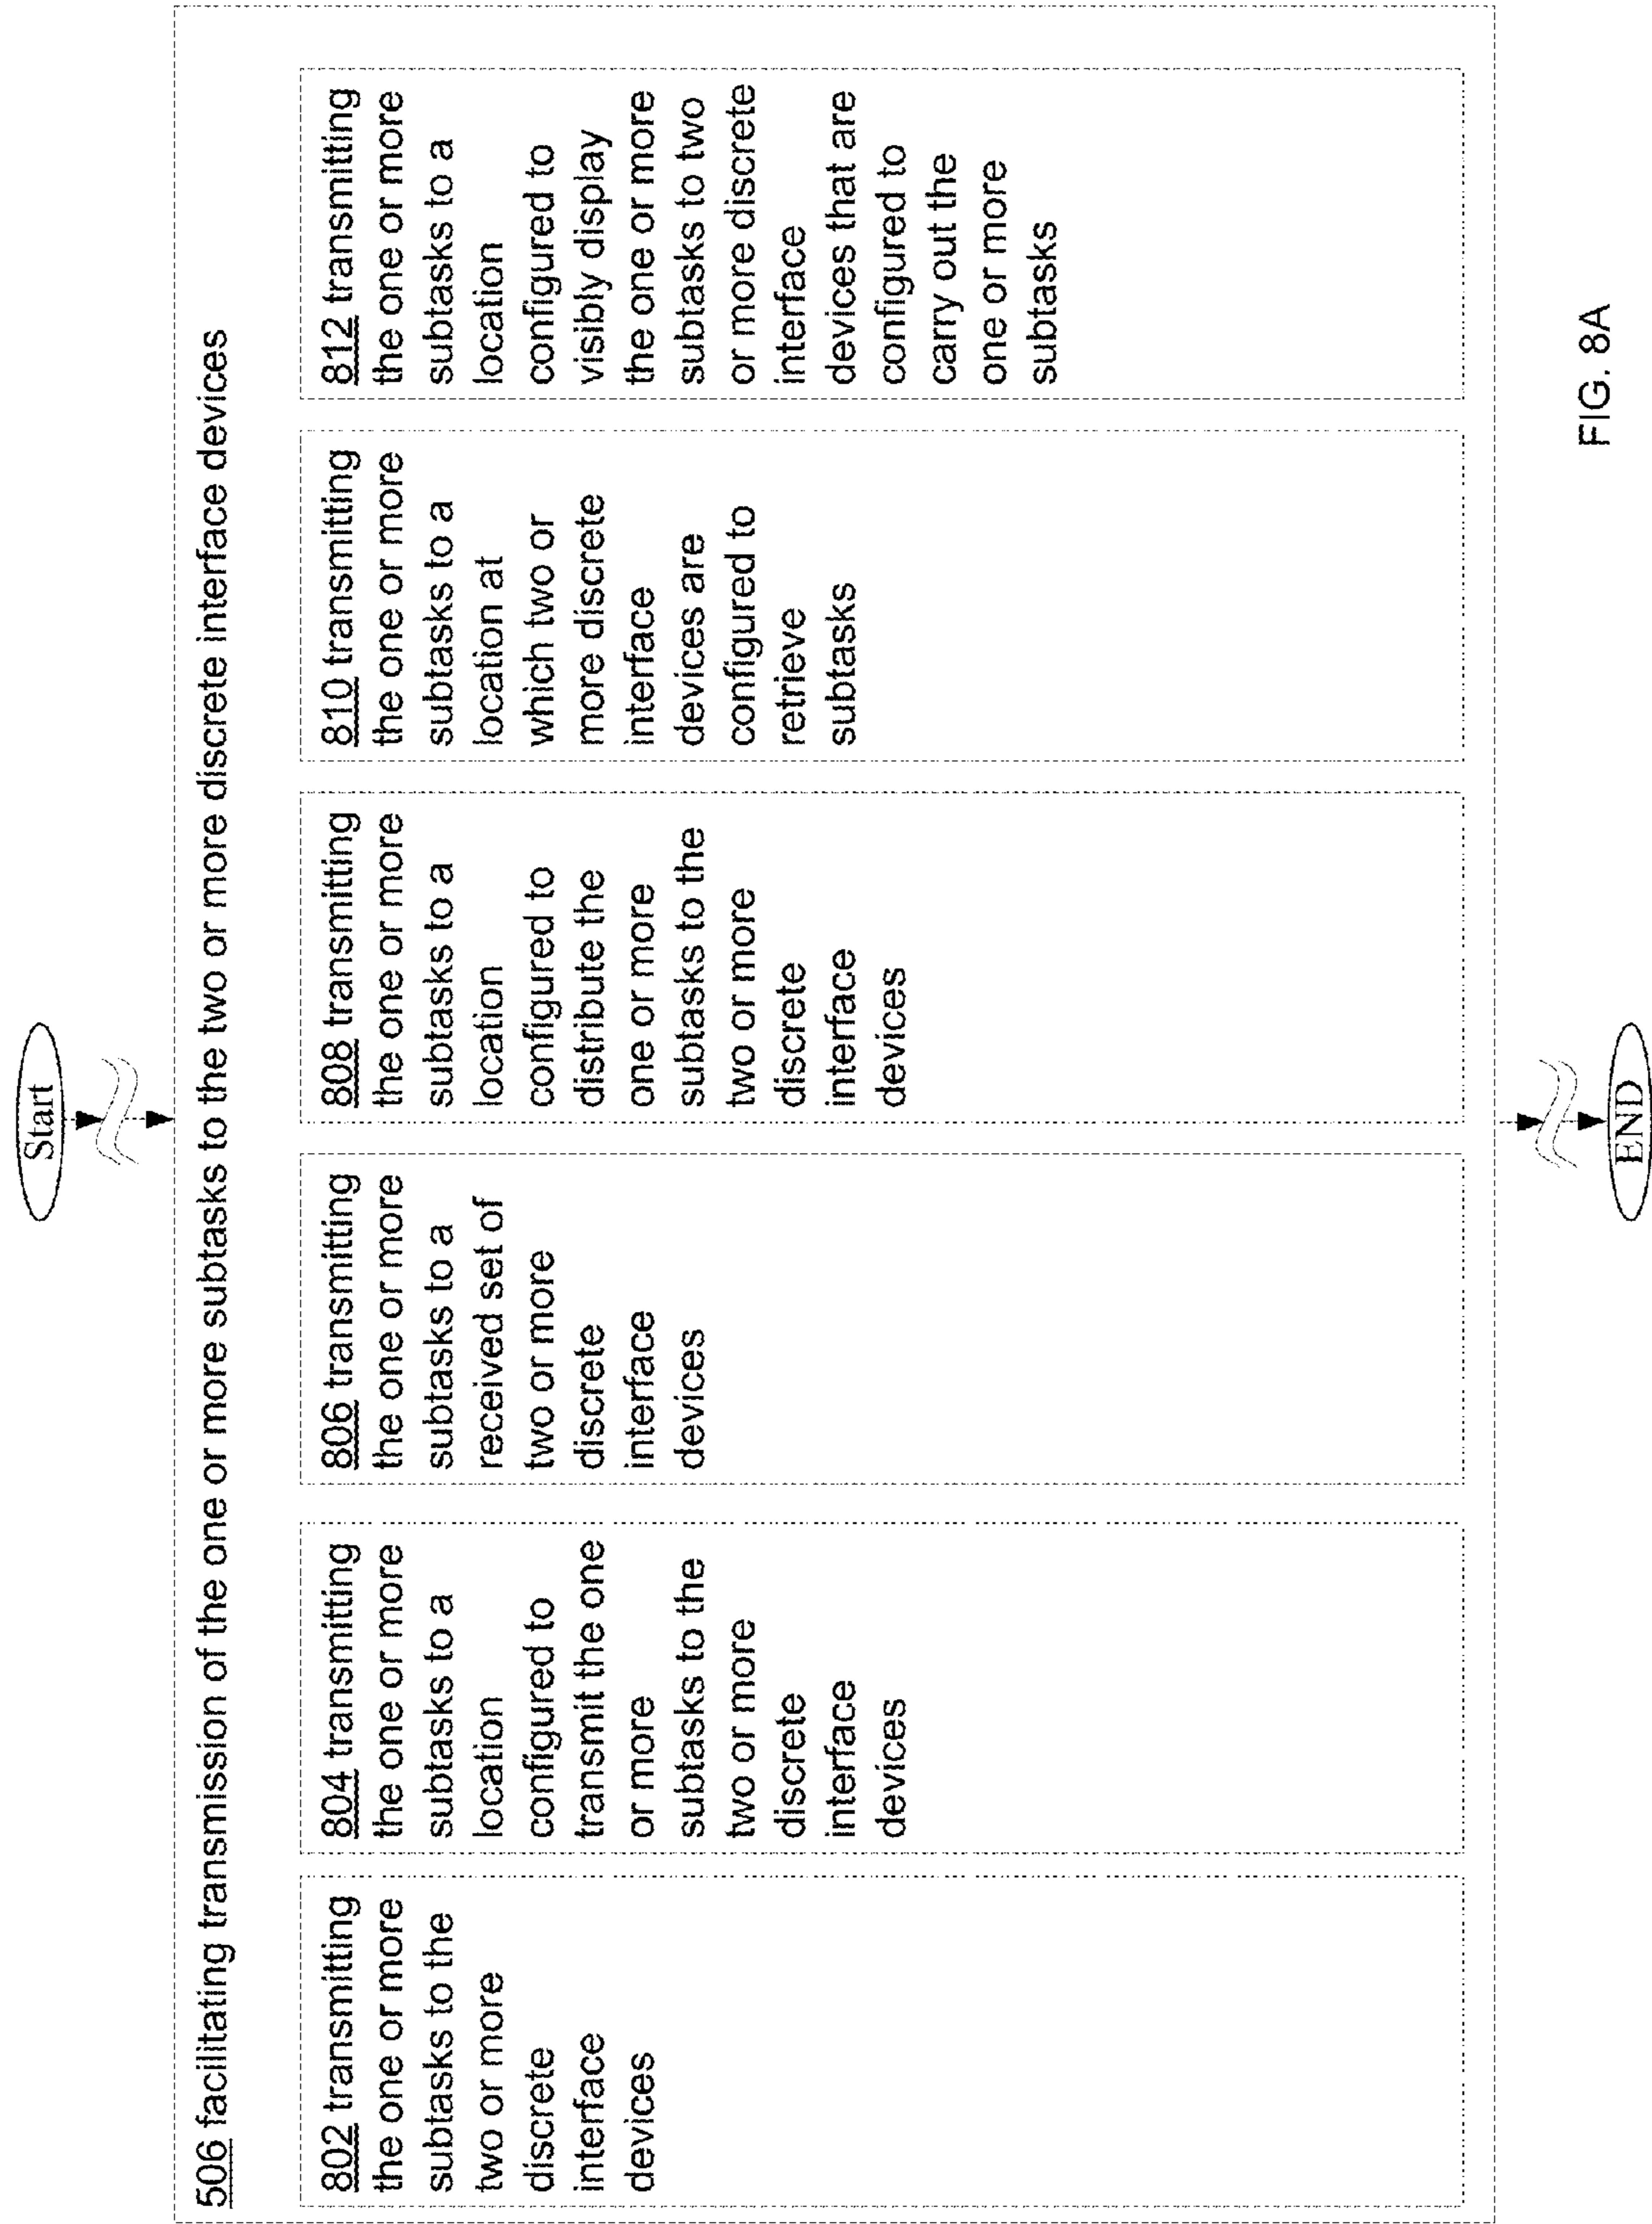 Start
506 facilitating transmission of the one or more subtasks to the two or more discrete interface devices
802 transmitting
the one or more
subtasks to the
two or more
discrete
interface
devices
804 transmitting
the one or more
subtasks to a
location
configured to
transmit the one
or more
subtasks to the
two or more
discrete
interface
devices
806 transmitting
the one or more
subtasks to a
received set of
two or more
discrete
interface
devices
808 transmitting
the one or more
subtasks to a
location
configured to
distribute the
one or more
subtasks to the
two or more
discrete
interface
devices
810 transmitting
the one or more
subtasks to a
location at
which two or
more discrete
interface
devices are
configured to
retrieve
subtasks
812 transmitting
the one or more
subtasks to a
location
configured to
visibly display
the one or more
subtasks to two
or more discrete
interface
devices that are
configured to
carry out the
one or more
subtasks
END
FIG. 8A